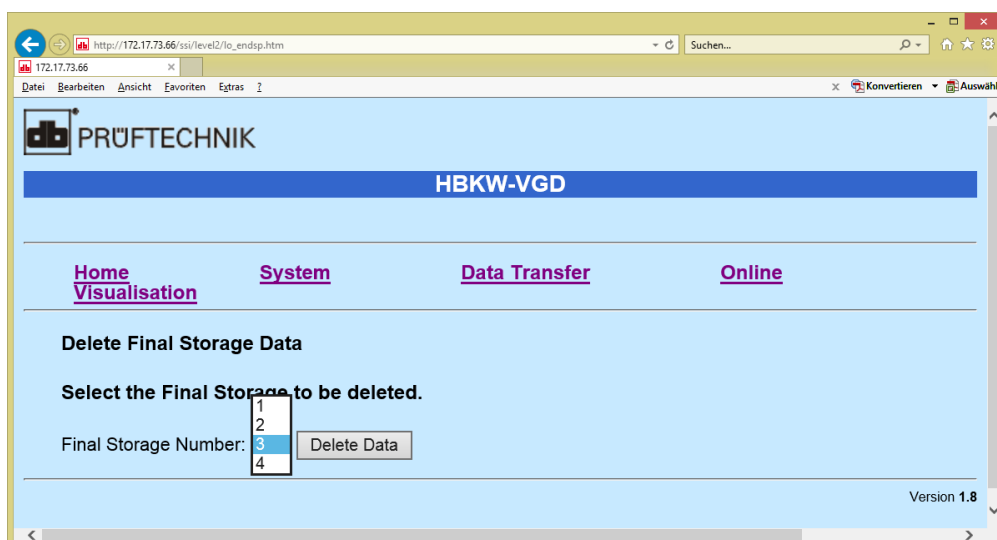 http://172.17.73.66/ssi/level2/lo_endsp.htm
Suchen...
db 172.17.73.66
Datei Bearbeiten Ansicht Favoriten Extras ?
x Konvertieren Auswähl
db PRÜFTECHNIK
HBKW-VGD
Home System Data Transfer Online
Visualisation
Delete Final Storage Data
Select the Final Storage to be deleted.
1
2
Final Storage Number: 3 Delete Data
4
Version 1.8